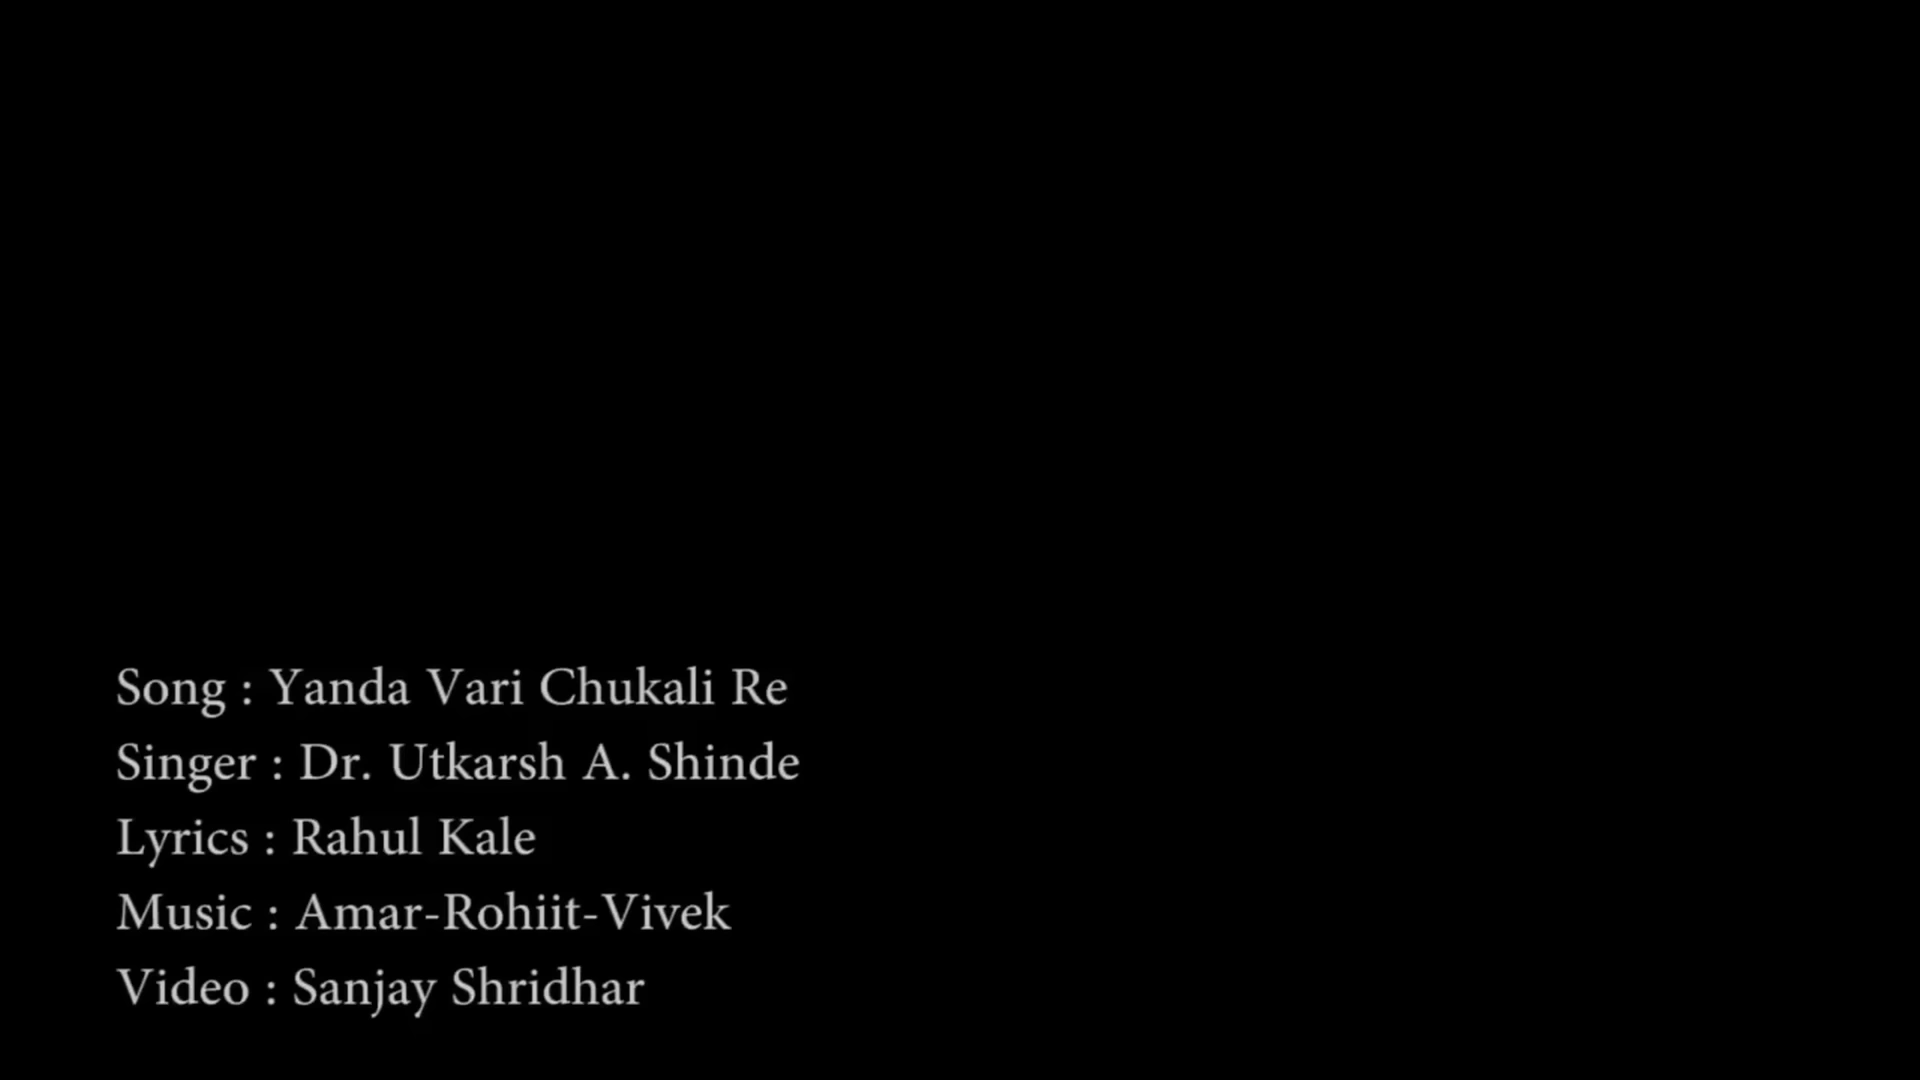 Song : Yanda Vari Chukali Re
Singer : Dr. Utkarsh A. Shinde
Lyrics : Rahul Kale
Music : Amar-Rohiit-Vivek
Video : Sanjay Shridhar